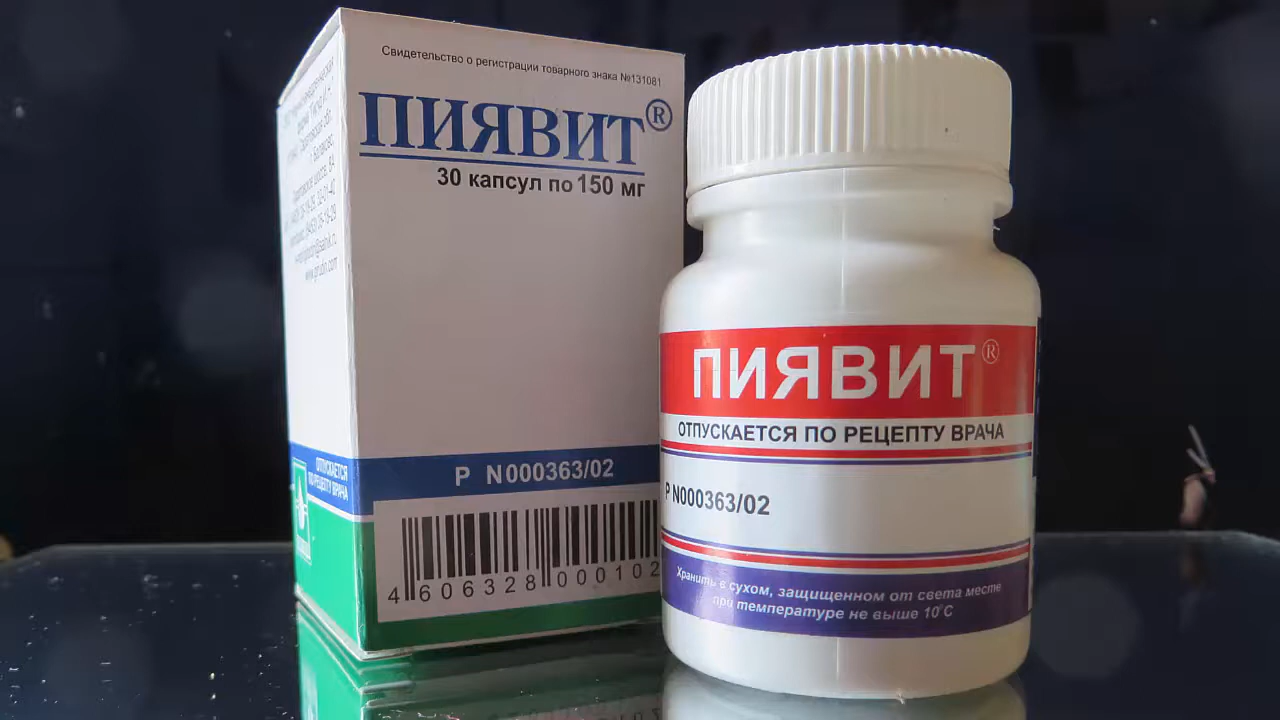 Свидетельство о регистрации товарного знака №131081
ПИЯВИТ®
30 капсул по 150 мг
Р N000363/02
4 606328 000102
ОТПУСКАЕТСЯ
ПО РЕЦЕПТУ ВРАЧА
ПИЯВИТ®
ОТПУСКАЕТСЯ ПО РЕЦЕПТУ ВРАЧА
Р N000363/02
Хранить в сухом, защищенном от света месте
при температуре не выше 10°С